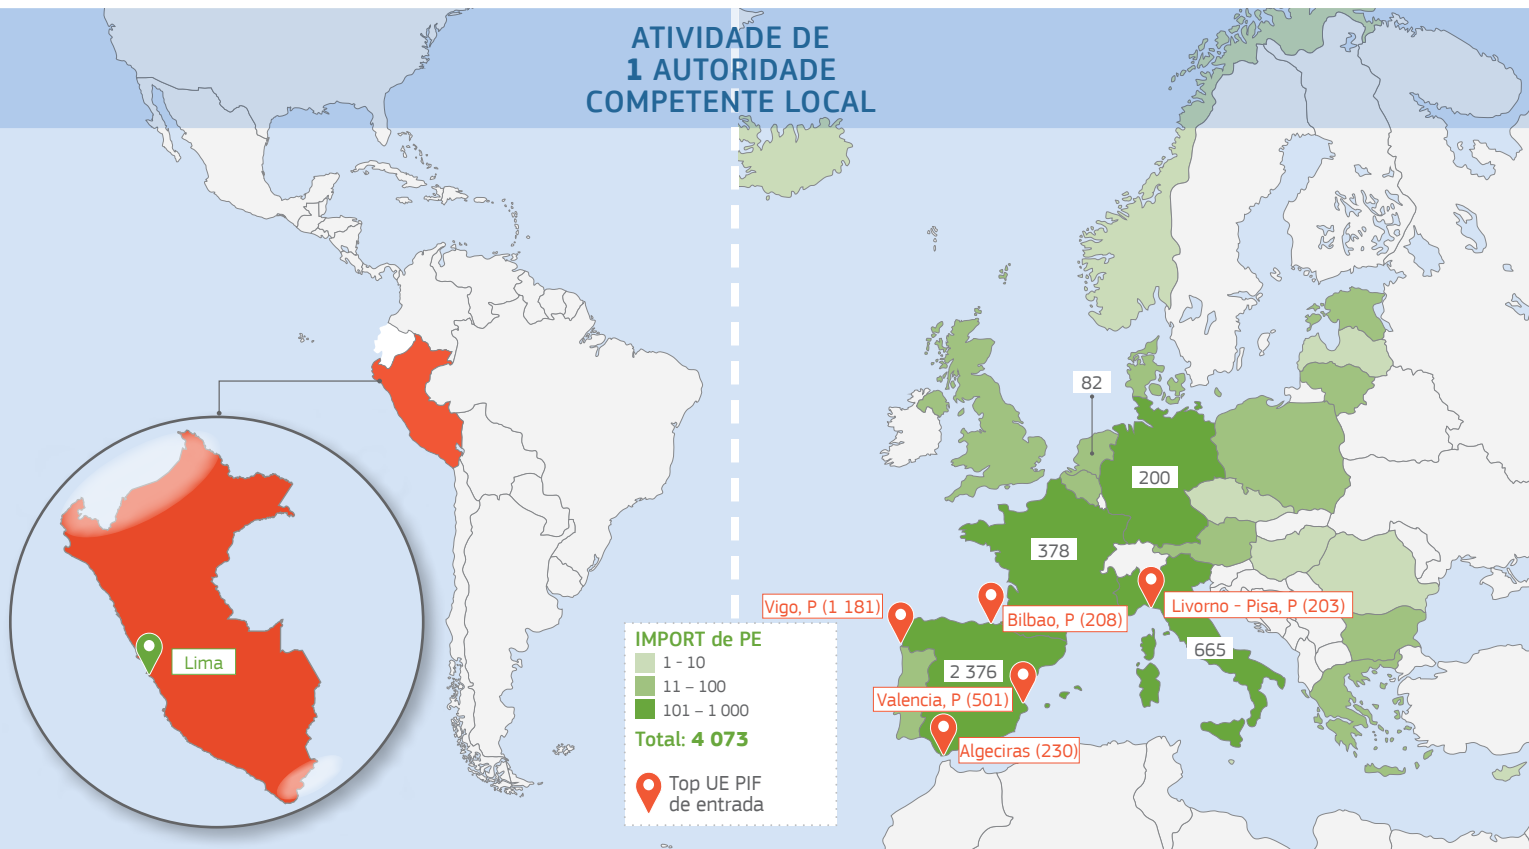 ATIVIDADE DE
1 AUTORIDADE
COMPETENTE LOCAL
82
200
378
Vigo, P (1 181)
Bilbao, P (208)
Livorno - Pisa, P (203)
665
2 376
Valencia, P (501)
Algeciras (230)
Lima
IMPORT de PE
1 - 10
11 – 100
101 – 1 000
Total: 4 073
Top UE PIF
de entrada